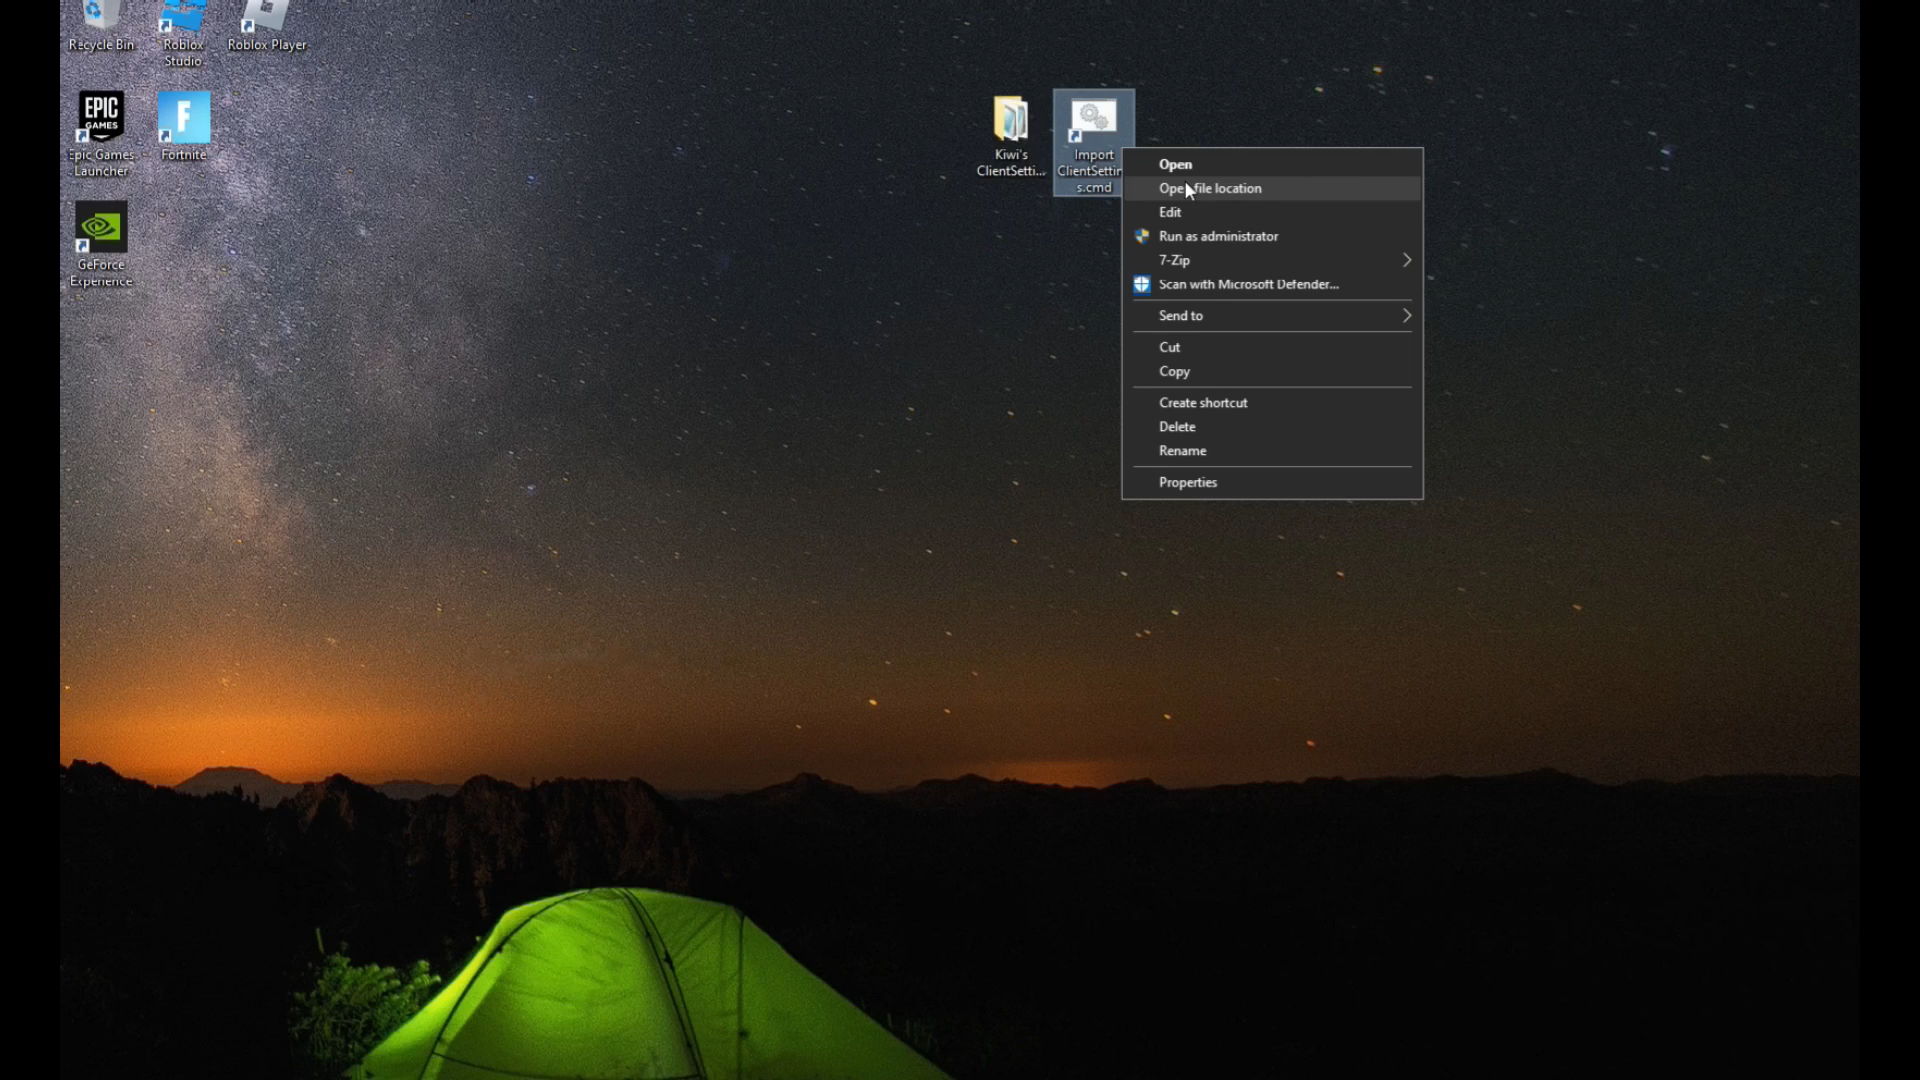 Recycle Bin
Roblox
Studio
Roblox Player
EPIC
GAMES
Epic Games
Launcher
F
Fortnite
GeForce
Experience
Kiwi's
ClientSetti...
Import
ClientSettin
s.cmd
Open
Open file location
Edit
Run as administrator
7-Zip
Scan with Microsoft Defender...
Send to
Cut
Copy
Create shortcut
Delete
Rename
Properties